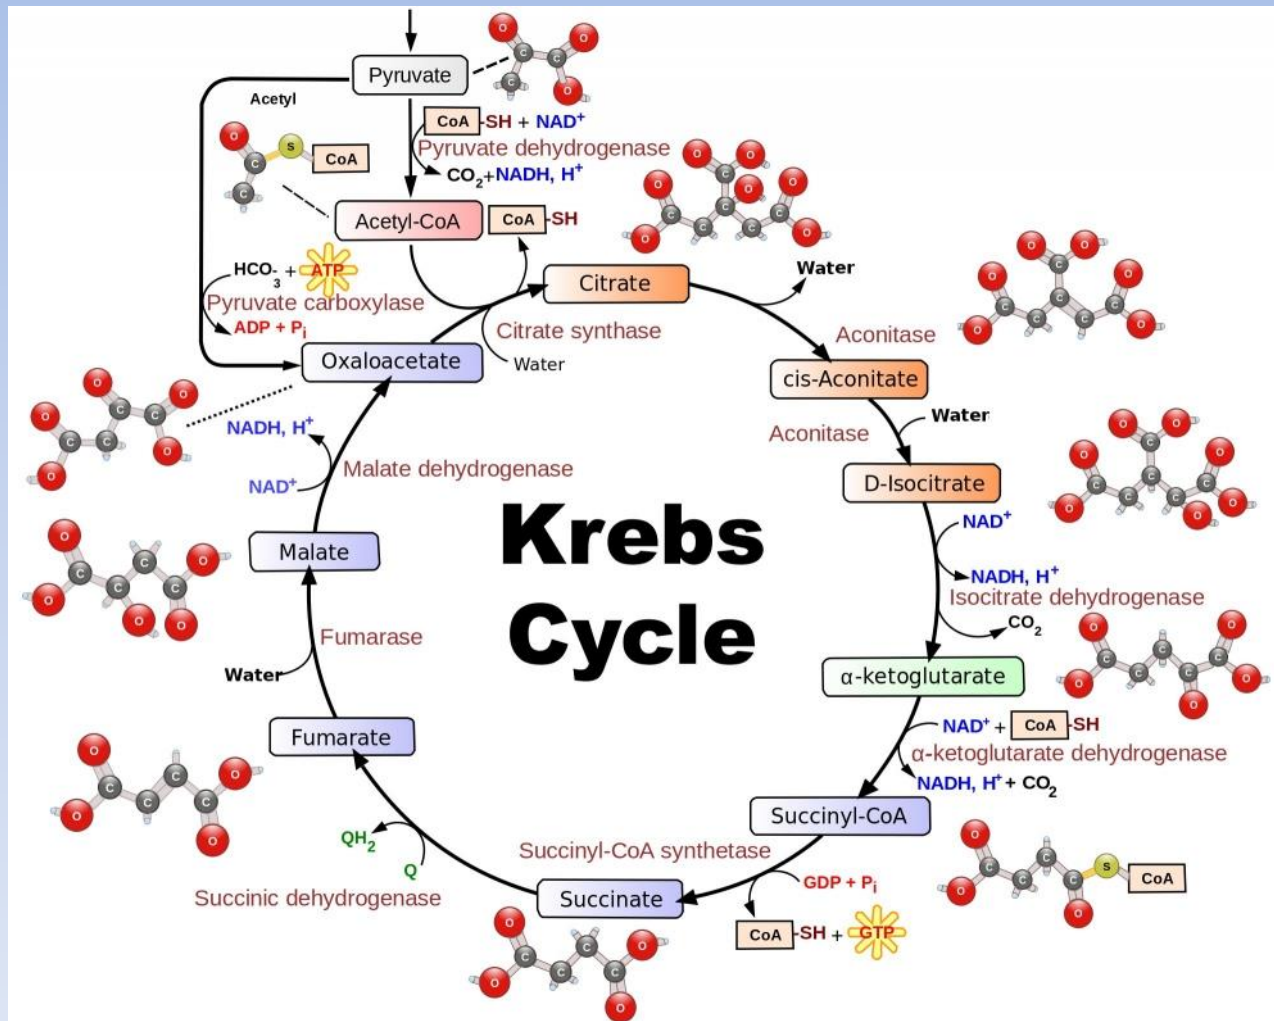 Pyruvate
Acetyl
CoA-SH + NAD⁺
Pyruvate dehydrogenase
CO₂+NADH, H⁺
S
CoA
Acetyl-CoA
CoA-SH
HCO₃⁻ + ATP
Pyruvate carboxylase
ADP + Pᵢ
Citrate
Water
Citrate synthase
Water
Oxaloacetate
Aconitase
cis-Aconitate
Water
Aconitase
D-Isocitrate
NAD⁺
NADH, H⁺
Isocitrate dehydrogenase
CO₂
α-ketoglutarate
NAD⁺ + CoA-SH
α-ketoglutarate dehydrogenase
NADH, H⁺ + CO₂
Succinyl-CoA
S
CoA
Succinyl-CoA synthetase
GDP + Pᵢ
CoA-SH + GTP
Succinate
Succinic dehydrogenase
Q
QH₂
Fumarate
Water
Fumarase
Malate
Malate dehydrogenase
NAD⁺
NADH, H⁺
Krebs
Cycle